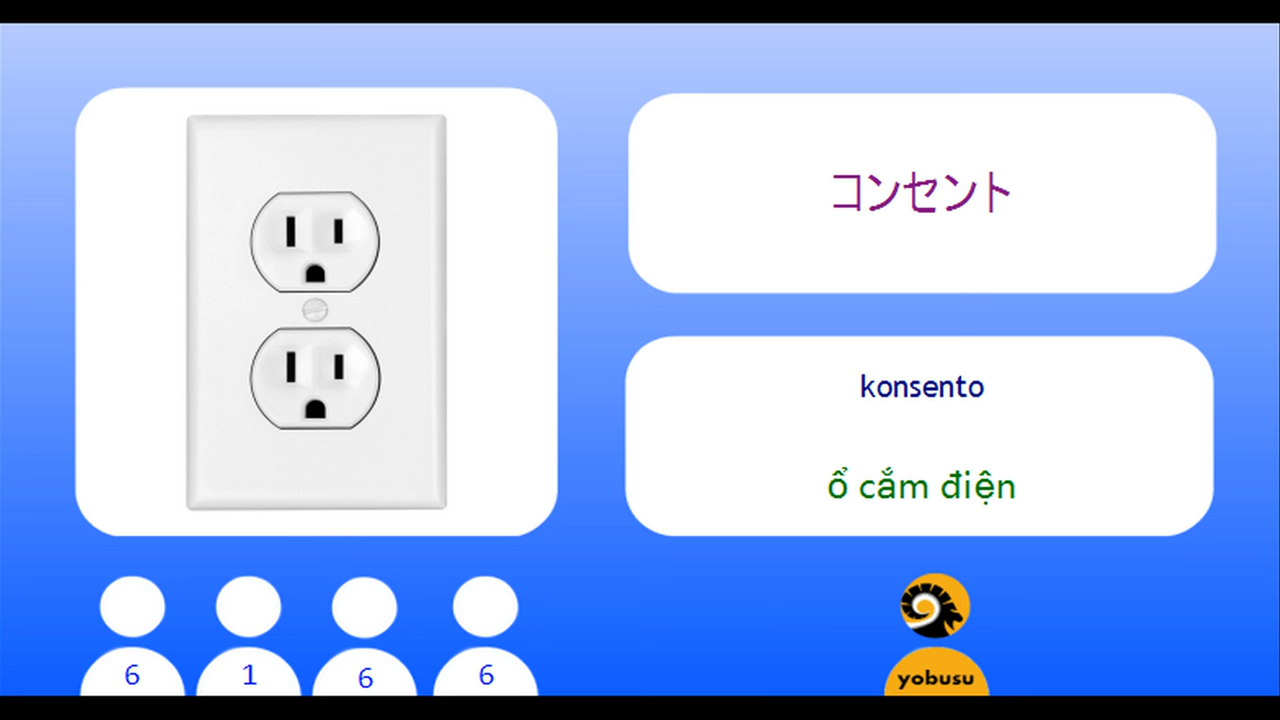 コンセント
konsento
ổ cắm điện
6 1 6 6
yobusu